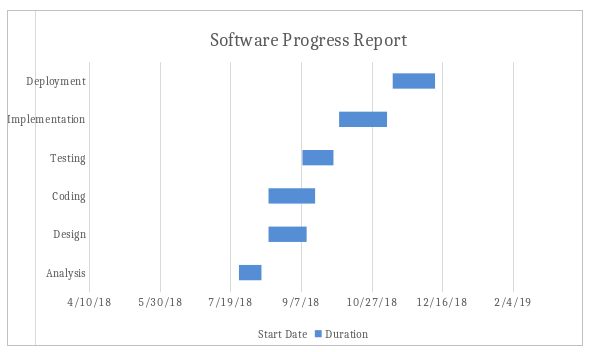 Software Progress Report
Deployment
Implementation
Testing
Coding
Design
Analysis
4/10/18 5/30/18 7/19/18 9/7/18 10/27/18 12/16/18 2/4/19
Start Date Duration